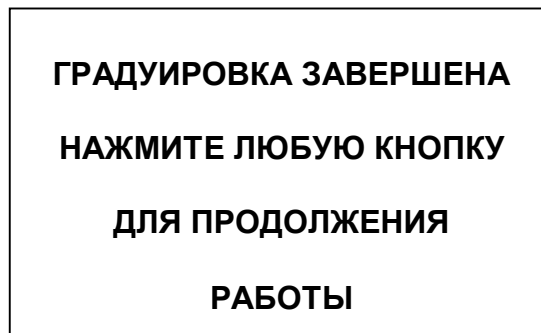 ГРАДУИРОВКА ЗАВЕРШЕНА
НАЖМИТЕ ЛЮБУЮ КНОПКУ
ДЛЯ ПРОДОЛЖЕНИЯ
РАБОТЫ